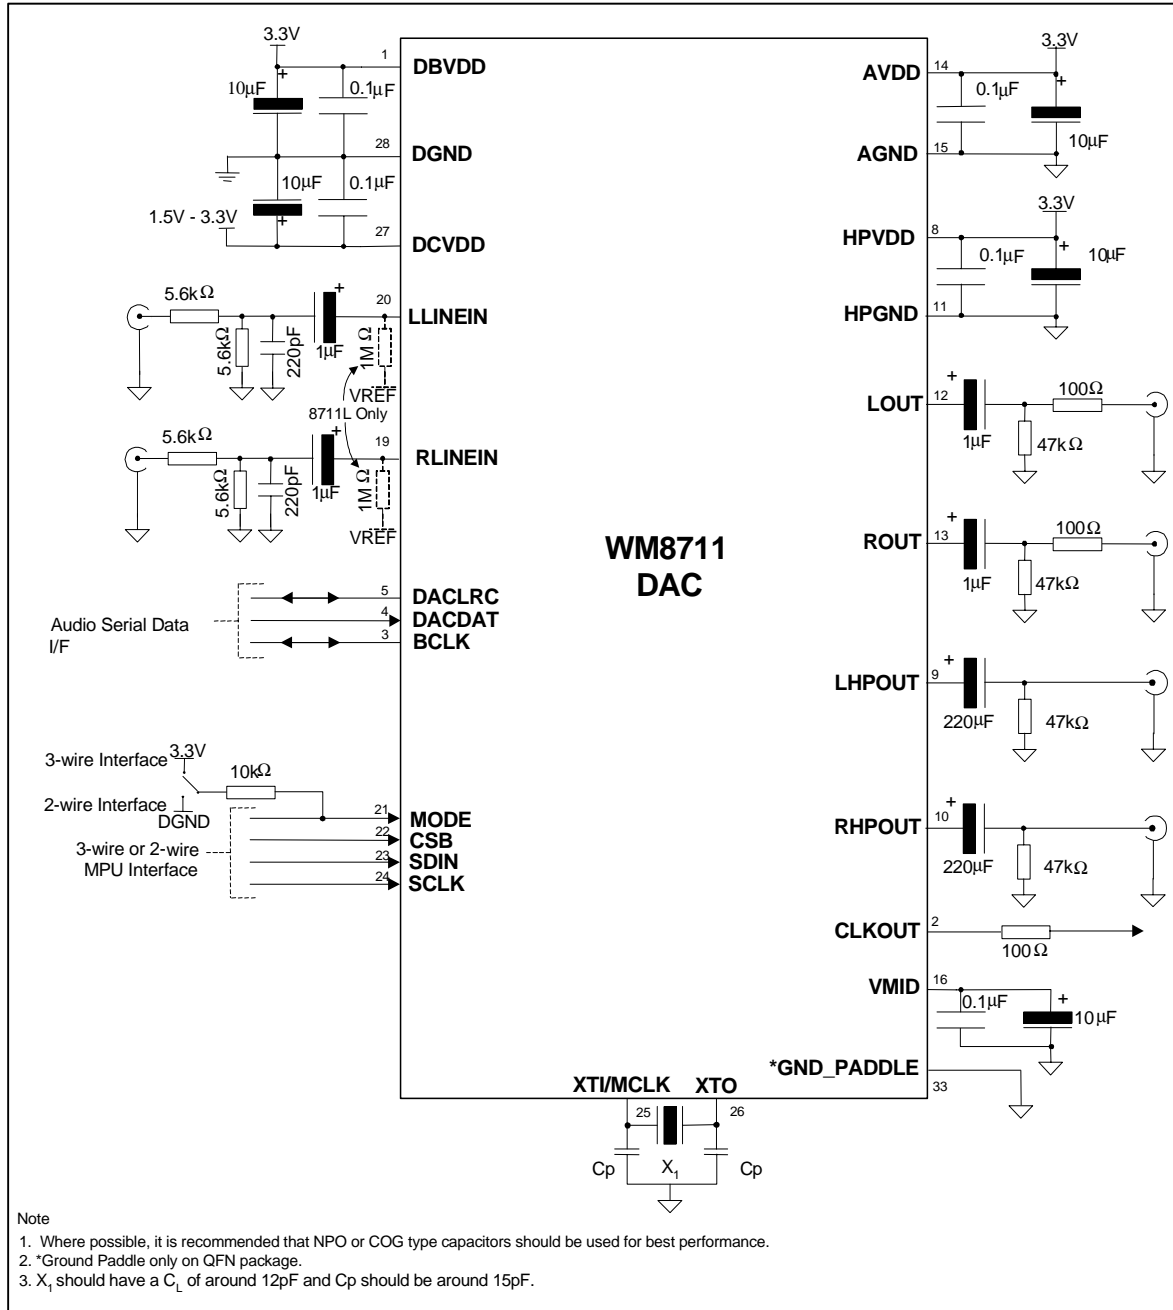 3.3V
1
DBVDD
10µF
+
0.1µF
28
DGND
10µF
0.1µF
1.5V - 3.3V
+
27
DCVDD
5.6kΩ
+
20
LLINEIN
5.6kΩ
220pF
1µF
1M Ω
VREF
8711L Only
5.6kΩ
+
19
RLINEIN
5.6kΩ
220pF
1µF
1M Ω
VREF
5
DACLRC
4
DACDAT
3
BCLK
Audio Serial Data
I/F
3-wire Interface
3.3V
10kΩ
2-wire Interface
DGND
21
MODE
22
CSB
3-wire or 2-wire
MPU Interface
23
SDIN
24
SCLK
WM8711
DAC
3.3V
AVDD
14
+
0.1µF
AGND
15
10µF
3.3V
HPVDD
8
+
0.1µF
10µF
HPGND
11
LOUT
12
+
1µF
100Ω
47kΩ
ROUT
13
+
1µF
100Ω
47kΩ
LHPOUT
9
+
220µF
47kΩ
RHPOUT
10
+
220µF
47kΩ
CLKOUT
2
100Ω
VMID
16
0.1µF
+
10µF
*GND_PADDLE
33
XTI/MCLK
XTO
25
26
Cp
X1
Cp
Note
1. Where possible, it is recommended that NPO or COG type capacitors should be used for best performance.
2. *Ground Paddle only on QFN package.
3. X1 should have a CL of around 12pF and Cp should be around 15pF.